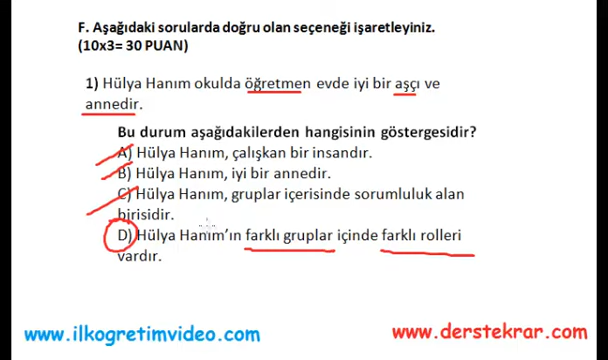 F. Aşağıdaki sorularda doğru olan seçeneği işaretleyiniz.
(10x3= 30 PUAN)
1) Hülya Hanım okulda öğretmen evde iyi bir aşçı ve
annedir.
Bu durum aşağıdakilerden hangisinin göstergesidir?
A) Hülya Hanım, çalışkan bir insandır.
B) Hülya Hanım, iyi bir annedir.
C) Hülya Hanım, gruplar içerisinde sorumluluk alan
birisidir.
D) Hülya Hanım’ın farklı gruplar içinde farklı rolleri
vardır.
www.ilkogretimvideo.com
www.derstekrar.com